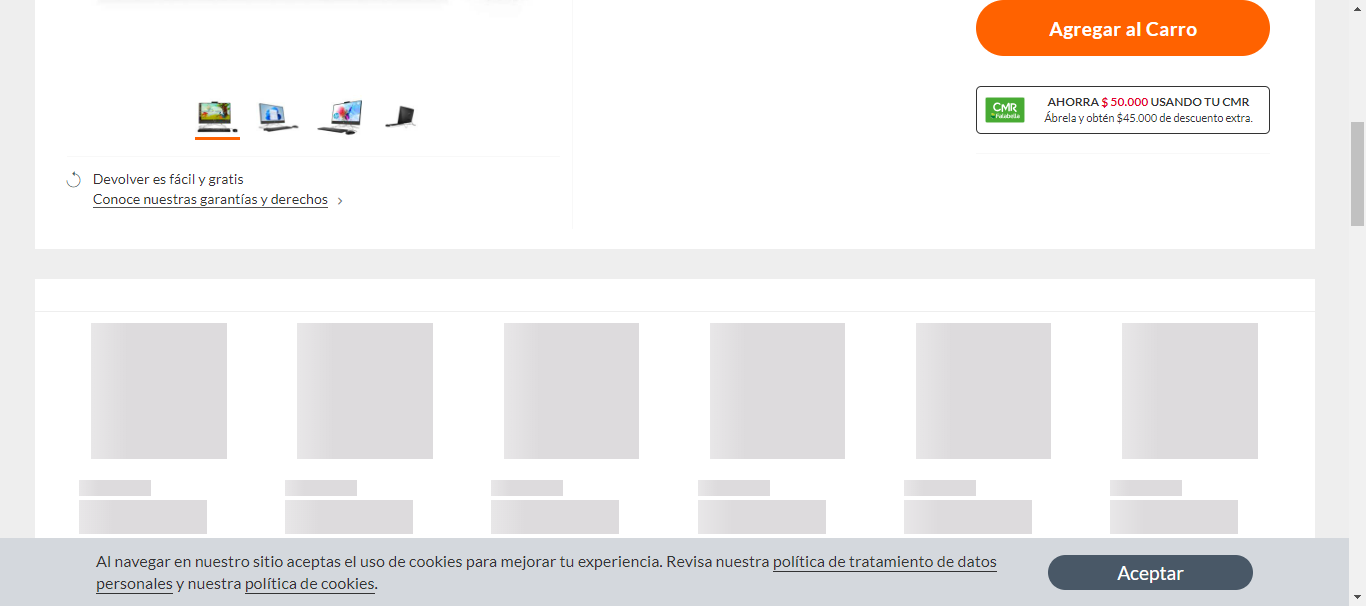 Agregar al Carro
CMR
Falabella
AHORRA $ 50.000 USANDO TU CMR
Ábrela y obtén $45.000 de descuento extra.
Devolver es fácil y gratis
Conoce nuestras garantías y derechos
Al navegar en nuestro sitio aceptas el uso de cookies para mejorar tu experiencia. Revisa nuestra política de tratamiento de datos
personales y nuestra política de cookies.
Aceptar